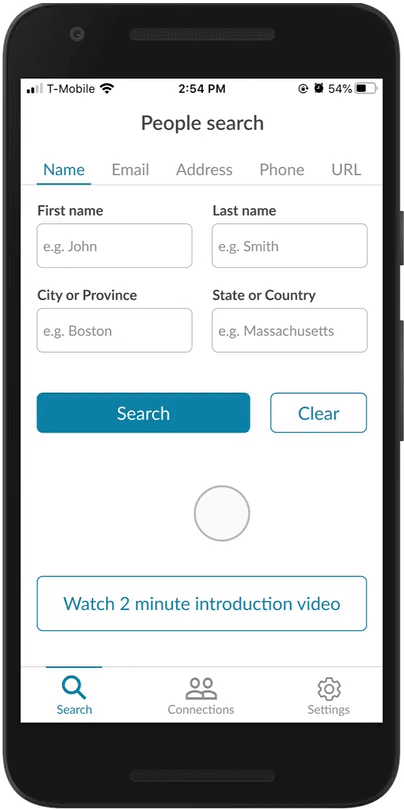 T-Mobile 2:54 PM 54%
People search
Name Email Address Phone URL
First name Last name
e.g. John e.g. Smith
City or Province State or Country
e.g. Boston e.g. Massachusetts
Search Clear
Watch 2 minute introduction video
Search Connections Settings